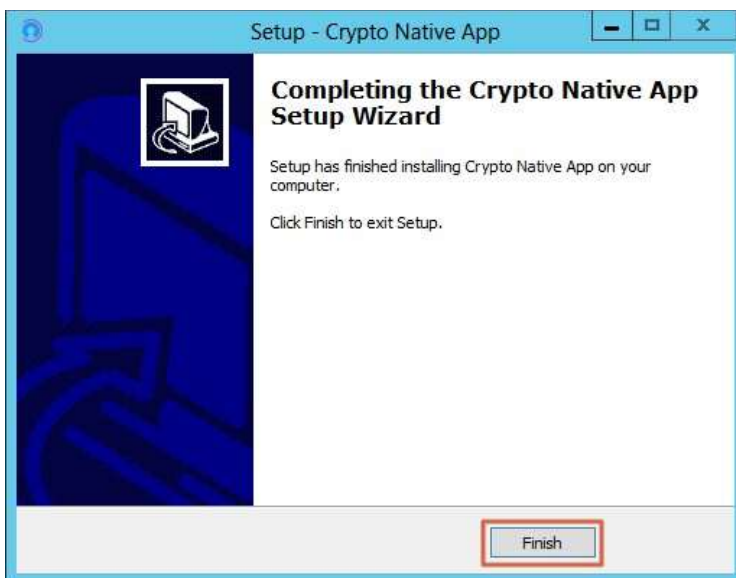 Setup - Crypto Native App
Completing the Crypto Native App
Setup Wizard
Setup has finished installing Crypto Native App on your
computer.
Click Finish to exit Setup.
Finish